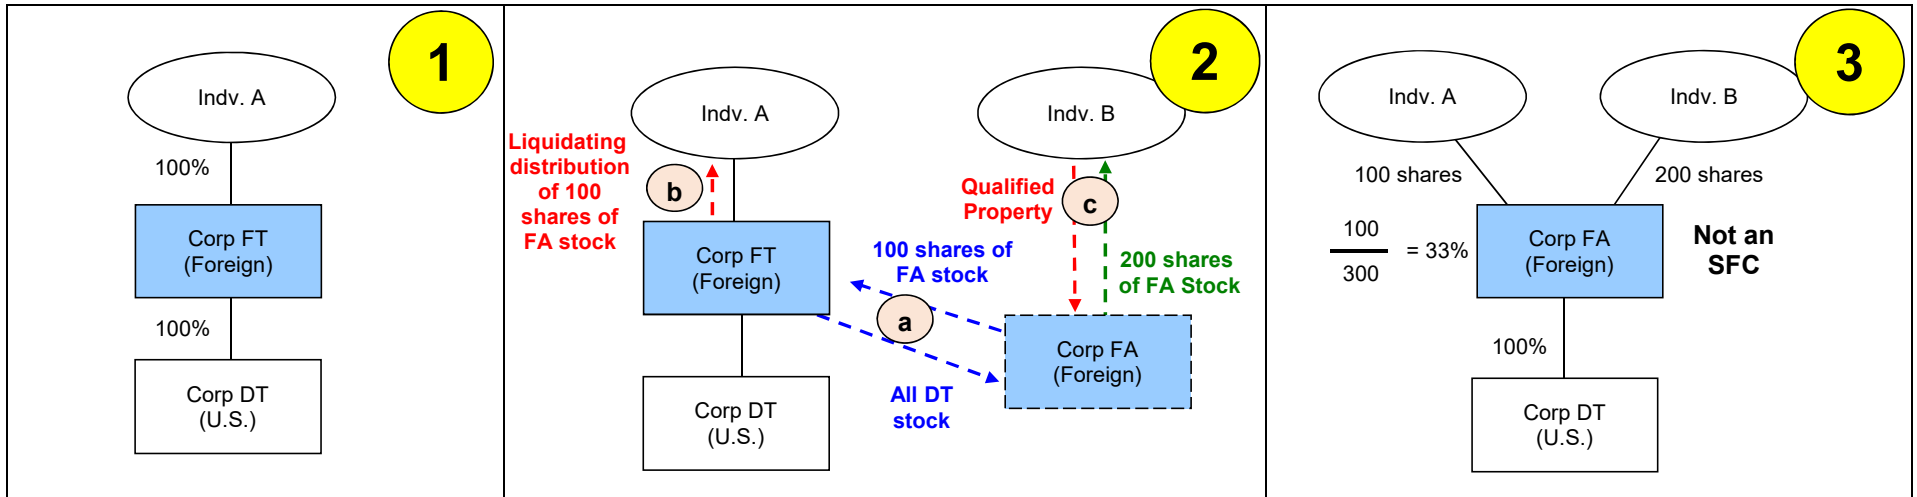 1
Indv. A
100%
Corp FT
(Foreign)
100%
Corp DT
(U.S.)
2
Indv. A
Indv. B
Liquidating
distribution
of 100
shares of
FA stock
b
Qualified
Property
c
Corp FT
(Foreign)
100 shares of
FA stock
200 shares
of FA Stock
a
Corp FA
(Foreign)
All DT
stock
Corp DT
(U.S.)
3
Indv. A
Indv. B
100 shares
200 shares
100
300
= 33%
Corp FA
(Foreign)
Not an
SFC
100%
Corp DT
(U.S.)